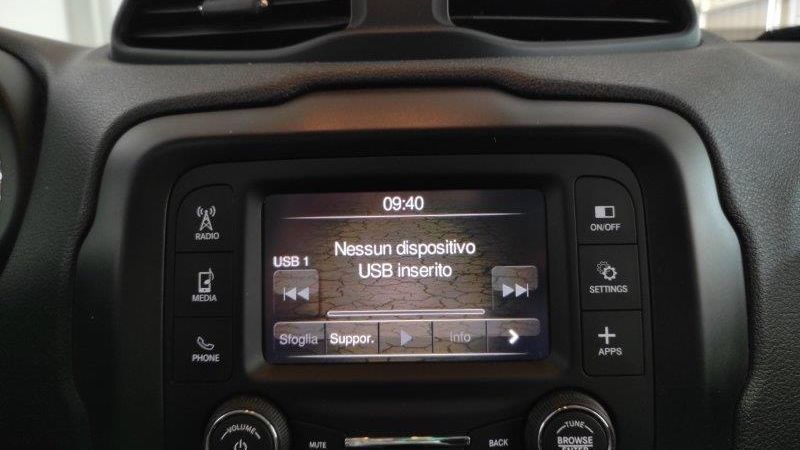 09:40
RADIO
ON/OFF
Nessun dispositivo
USB inserito
USB 1
MEDIA
SETTINGS
Sfoglia
Suppor.
Info
PHONE
APPS
VOLUME
MUTE
BACK
TUNE
BROWSE
ENTER